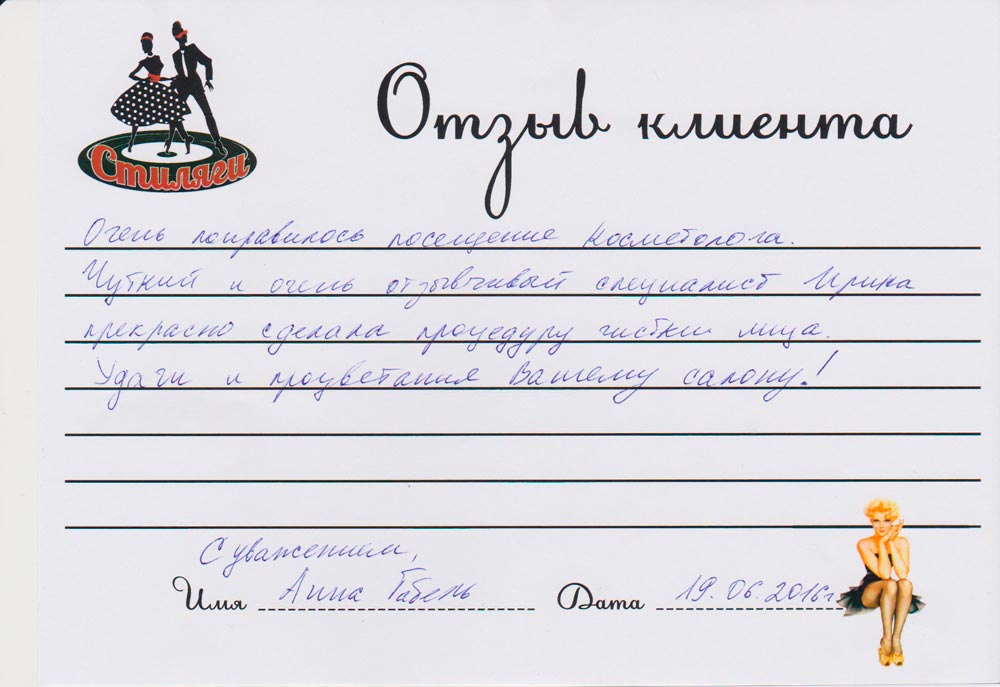 Стиляги
Отзыв клиента
Очень понравилось посещение косметолога.
Чуткий и очень отзывчивый специалист Ирина
прекрасно сделала процедуру чистки лица.
Удачи и процветания Вашему салону!
С уважением,
Имя Анна Габень Дата 19.06.2016г